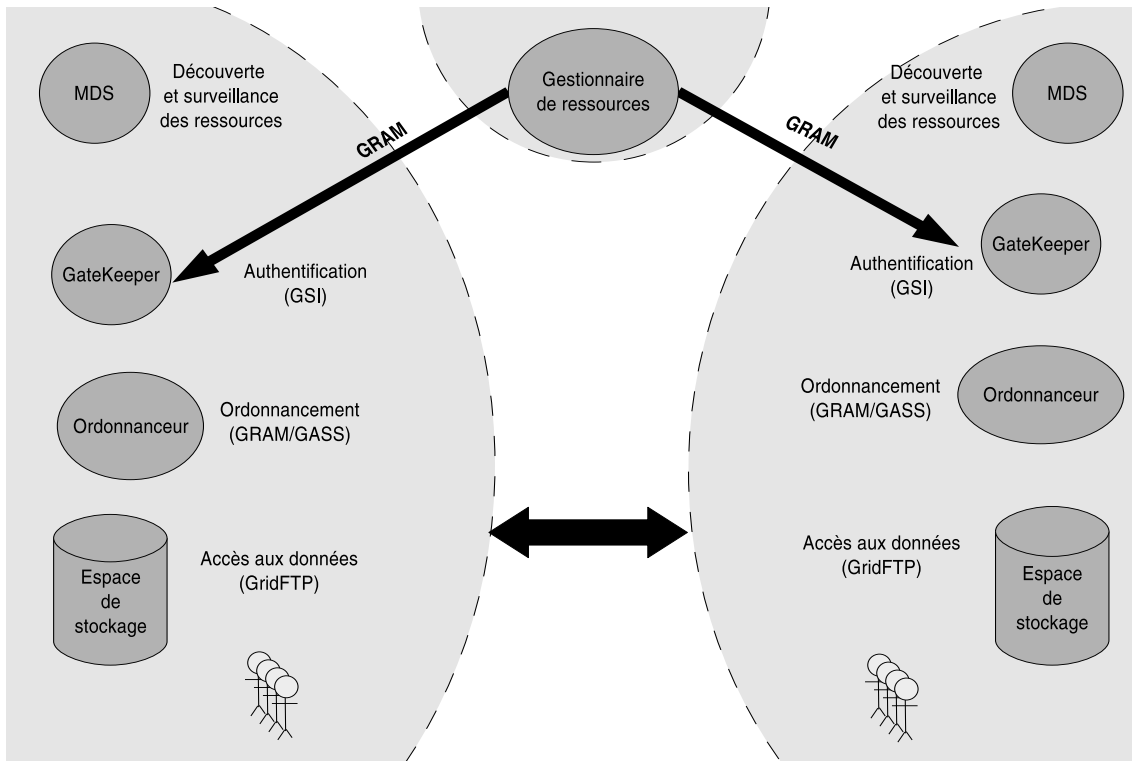 MDS
Découverte
et surveillance
des ressources
GRAM
GateKeeper
Authentification
(GSI)
Ordonnanceur
Ordonnancement
(GRAM/GASS)
Espace
de
stockage
Accès aux données
(GridFTP)
Gestionnaire
de ressources
GRAM
Découverte
et surveillance
des ressources
MDS
Authentification
(GSI)
GateKeeper
Ordonnancement
(GRAM/GASS)
Ordonnanceur
Accès aux données
(GridFTP)
Espace
de
stockage